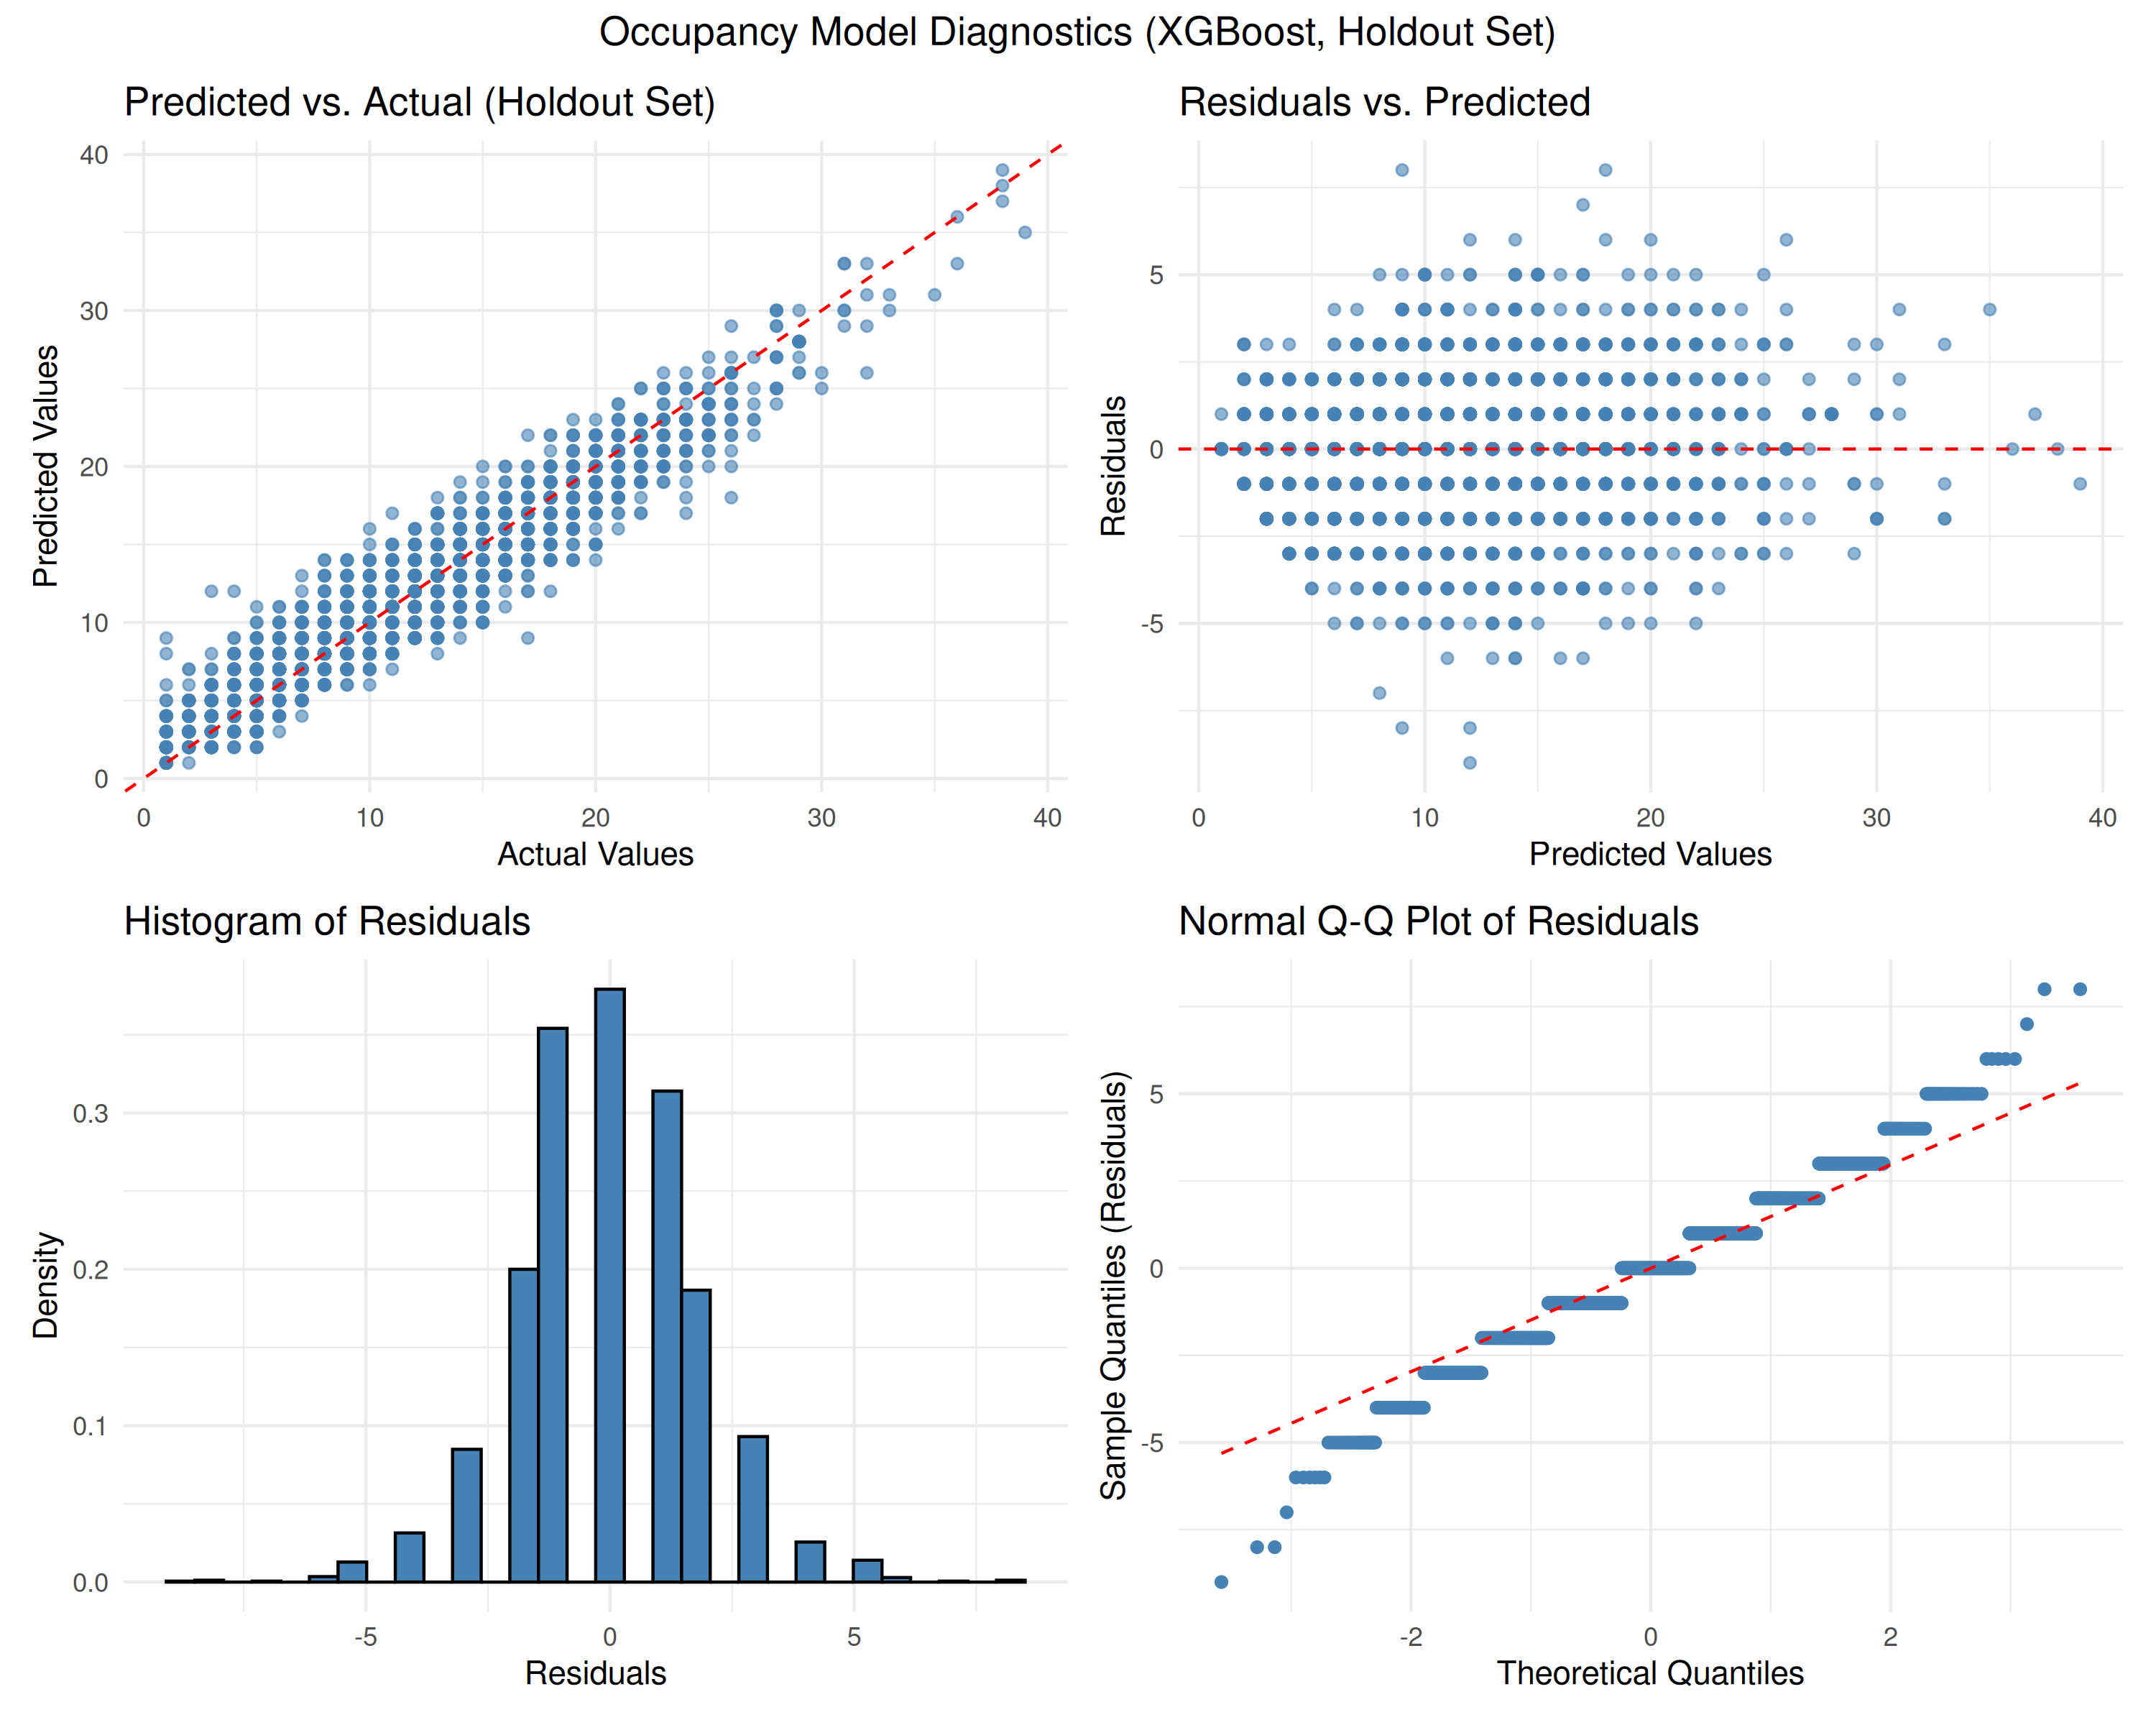 Occupancy Model Diagnostics (XGBoost, Holdout Set)
Predicted vs. Actual (Holdout Set)
Predicted Values
40
30
20
10
0
0 10 20 30 40
Actual Values
Residuals vs. Predicted
Residuals
5
0
-5
0 10 20 30 40
Predicted Values
Histogram of Residuals
Density
0.3
0.2
0.1
0.0
-5 0 5
Residuals
Normal Q-Q Plot of Residuals
Sample Quantiles (Residuals)
5
0
-5
-2 0 2
Theoretical Quantiles